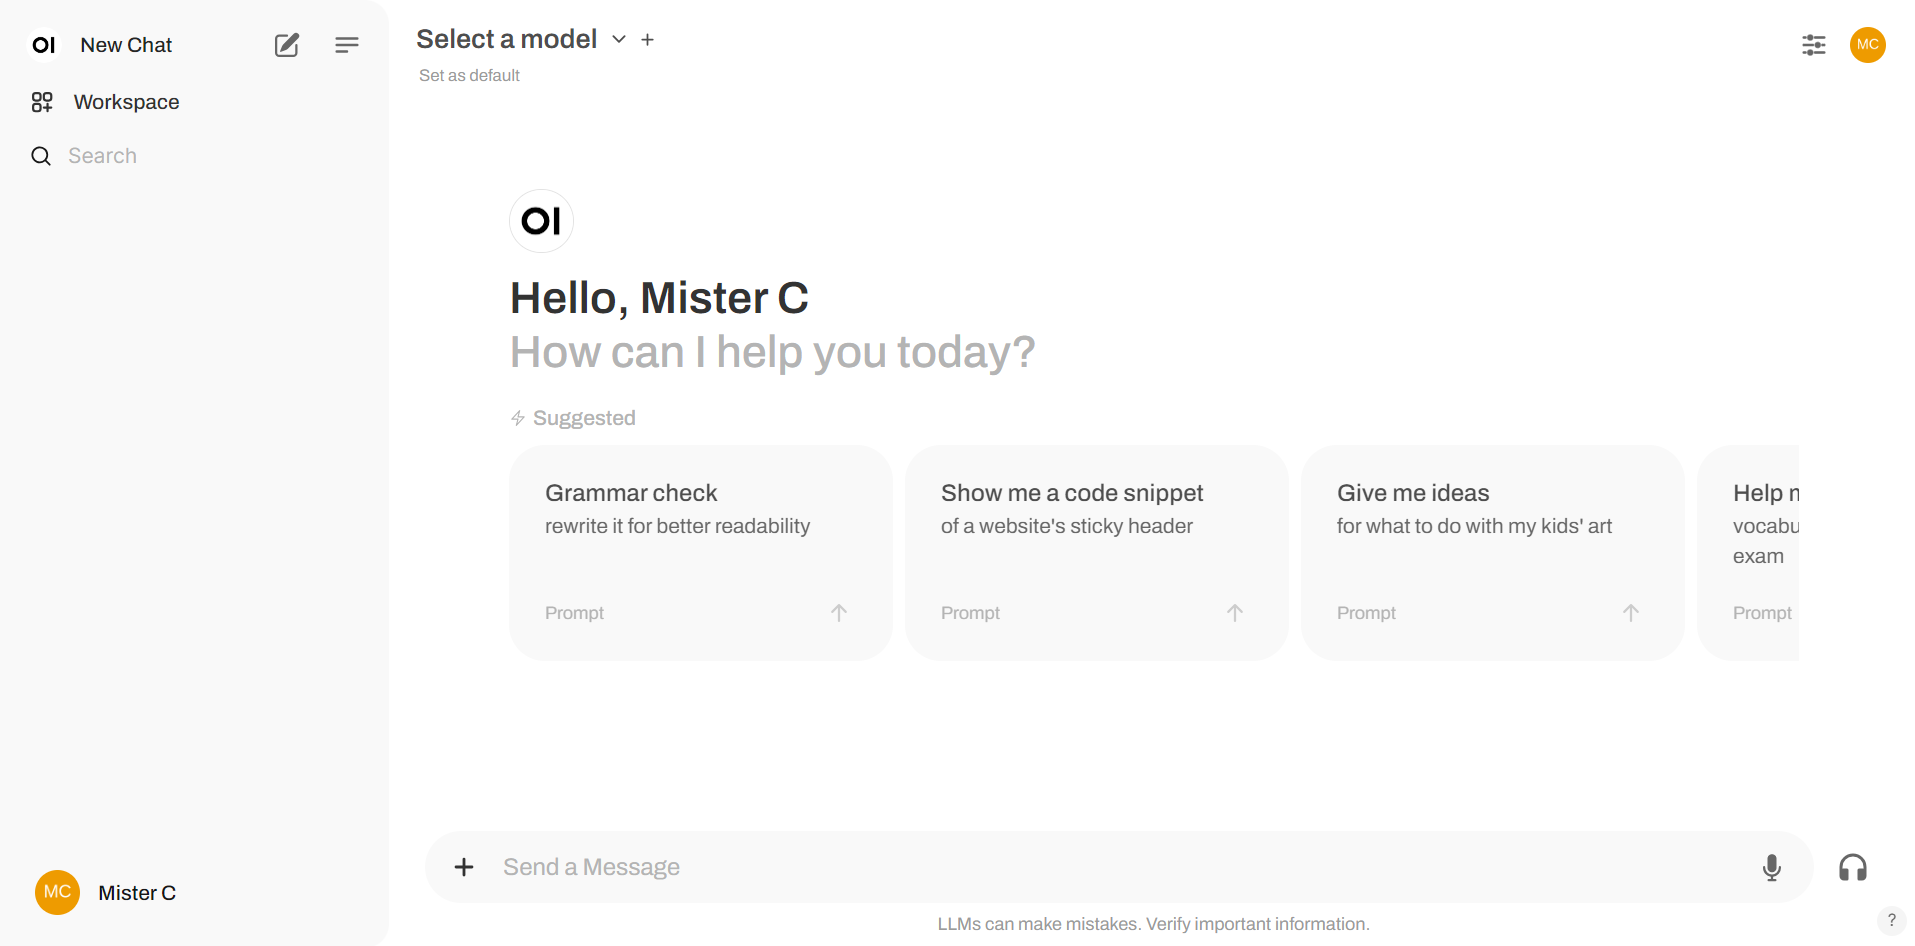 OI New Chat
Workspace
Search
Select a model
Set as default
MC
OI
Hello, Mister C
How can I help you today?
Suggested
Grammar check
rewrite it for better readability
Prompt
Show me a code snippet
of a website's sticky header
Prompt
Give me ideas
for what to do with my kids' art
Prompt
Help
exam
Prompt
Send a Message
LLMs can make mistakes. Verify important information.
?
MC Mister C